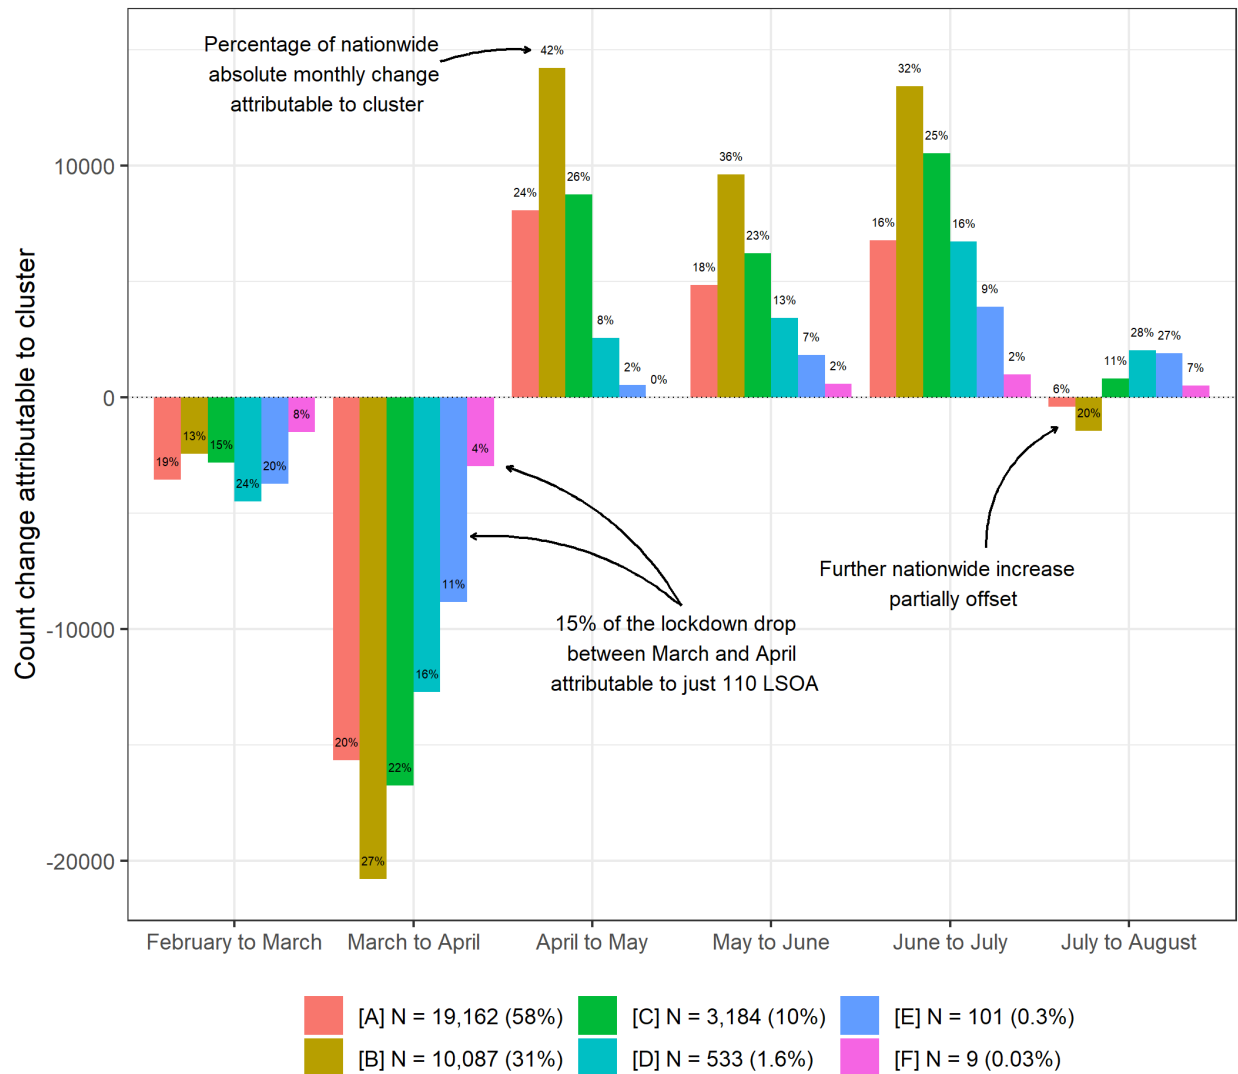 Percentage of nationwide
absolute monthly change
attributable to cluster
Count change attributable to cluster
10000
0
-10000
-20000
19%
13%
15%
24%
20%
8%
20%
27%
22%
16%
11%
4%
24%
42%
26%
8%
2%
0%
18%
36%
23%
13%
7%
2%
16%
32%
25%
16%
9%
2%
6%
20%
11%
28%
27%
7%
15% of the lockdown drop
between March and April
attributable to just 110 LSOA
Further nationwide increase
partially offset
February to March
March to April
April to May
May to June
June to July
July to August
[A] N = 19,162 (58%)
[C] N = 3,184 (10%)
[E] N = 101 (0.3%)
[B] N = 10,087 (31%)
[D] N = 533 (1.6%)
[F] N = 9 (0.03%)